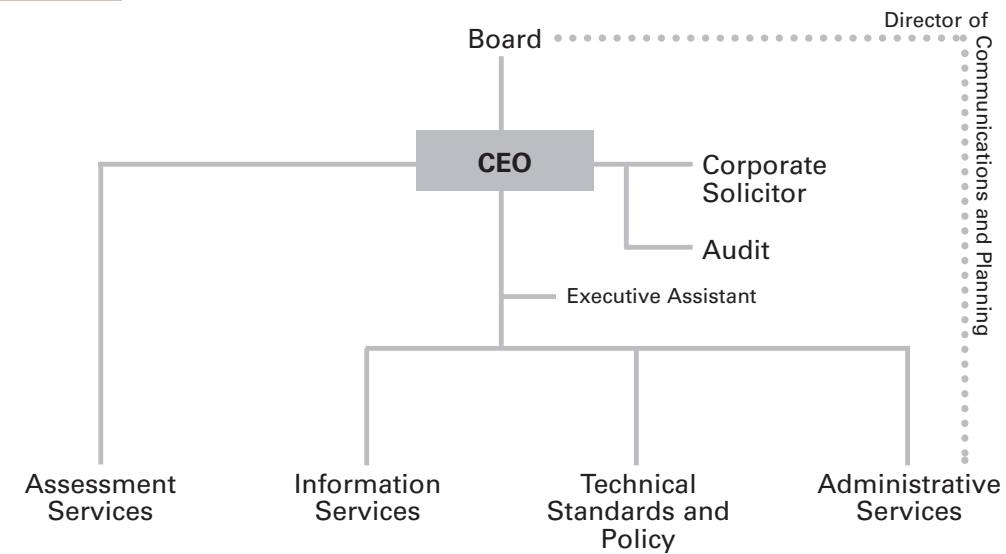 Director of
Communications and Planning
Board
CEO
Corporate
Solicitor
Audit
Executive Assistant
Assessment
Services
Information
Services
Technical
Standards and
Policy
Administrative
Services